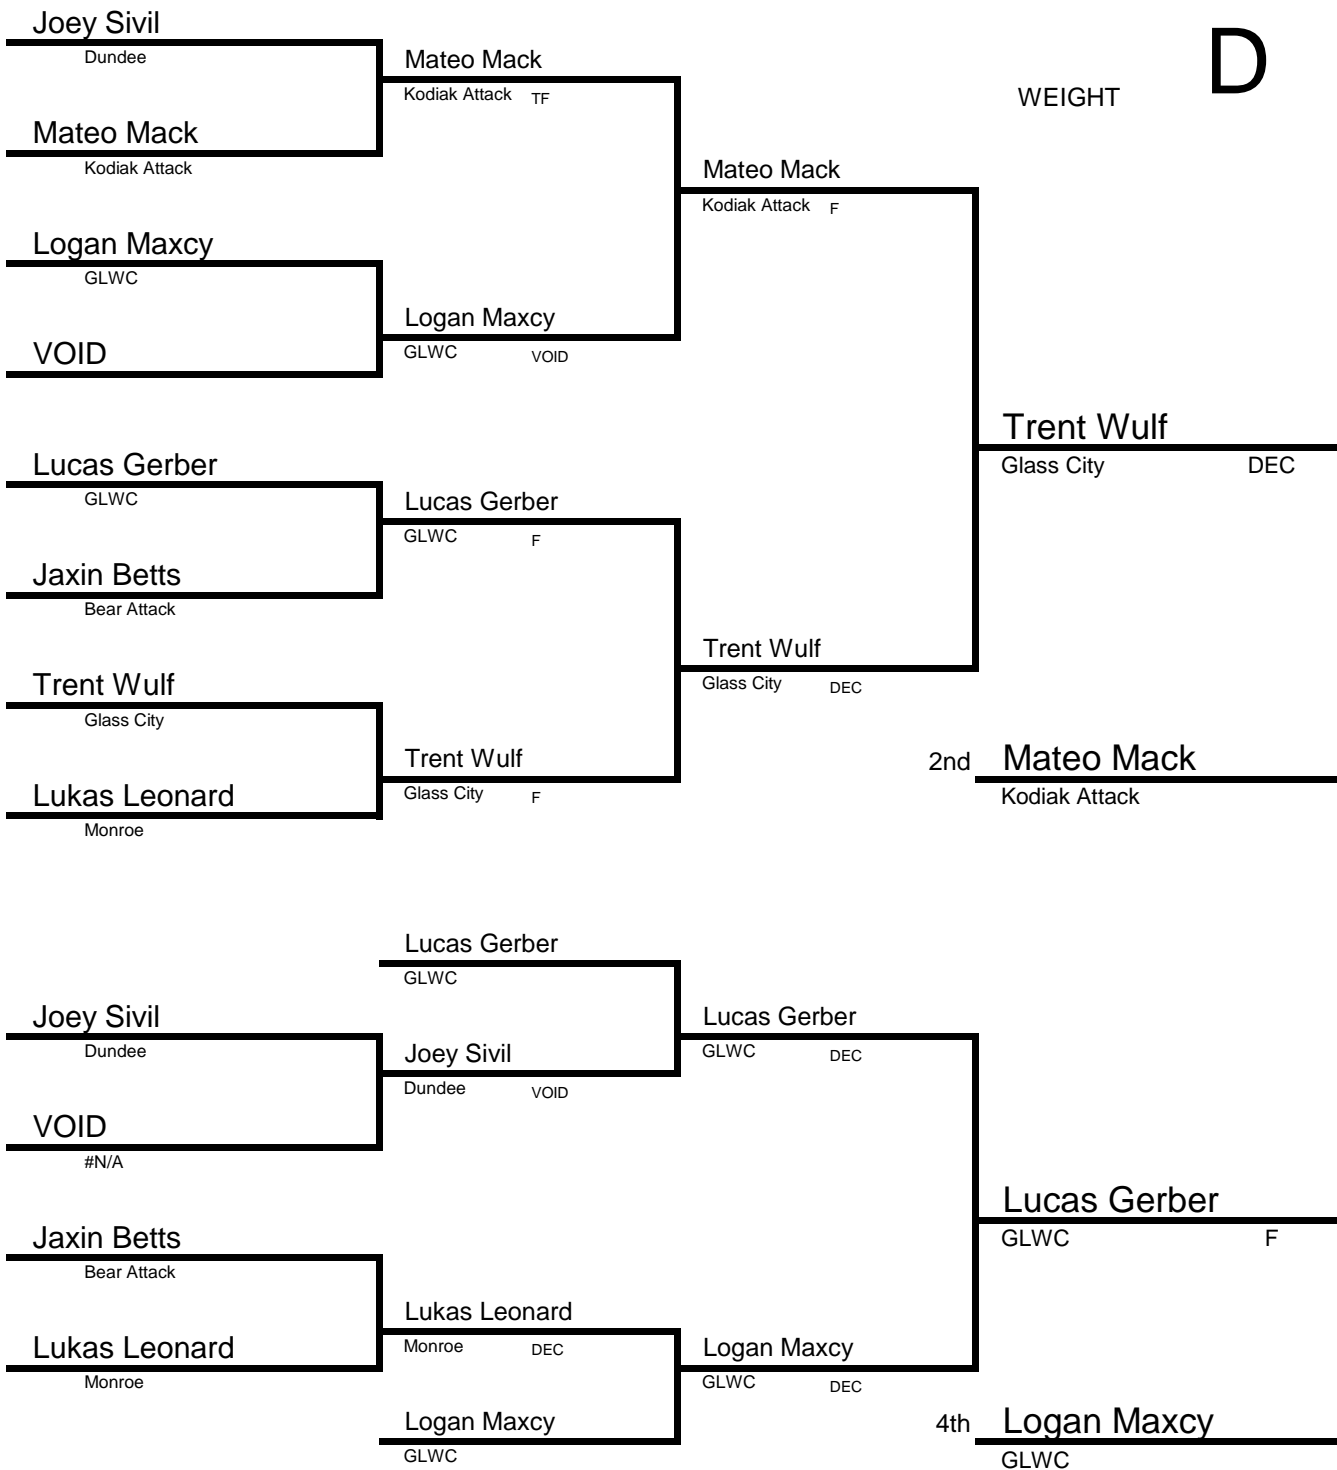 Joey Sivil
Dundee
Mateo Mack
Kodiak Attack TF
D
WEIGHT
Mateo Mack
Kodiak Attack
Mateo Mack
Kodiak Attack F
Logan Maxcy
GLWC
Logan Maxcy
GLWC VOID
VOID
Trent Wulf
Glass City DEC
Lucas Gerber
GLWC
Lucas Gerber
GLWC F
Jaxin Betts
Bear Attack
Trent Wulf
Glass City DEC
Trent Wulf
Glass City
Trent Wulf
Glass City F
2nd Mateo Mack
Kodiak Attack
Lukas Leonard
Monroe
Lucas Gerber
GLWC
Joey Sivil
Dundee
Lucas Gerber
GLWC DEC
Joey Sivil
Dundee VOID
VOID
#N/A
Lucas Gerber
GLWC F
Jaxin Betts
Bear Attack
Lukas Leonard
Monroe DEC
Lukas Leonard
Monroe
Logan Maxcy
GLWC DEC
Logan Maxcy
GLWC
4th Logan Maxcy
GLWC